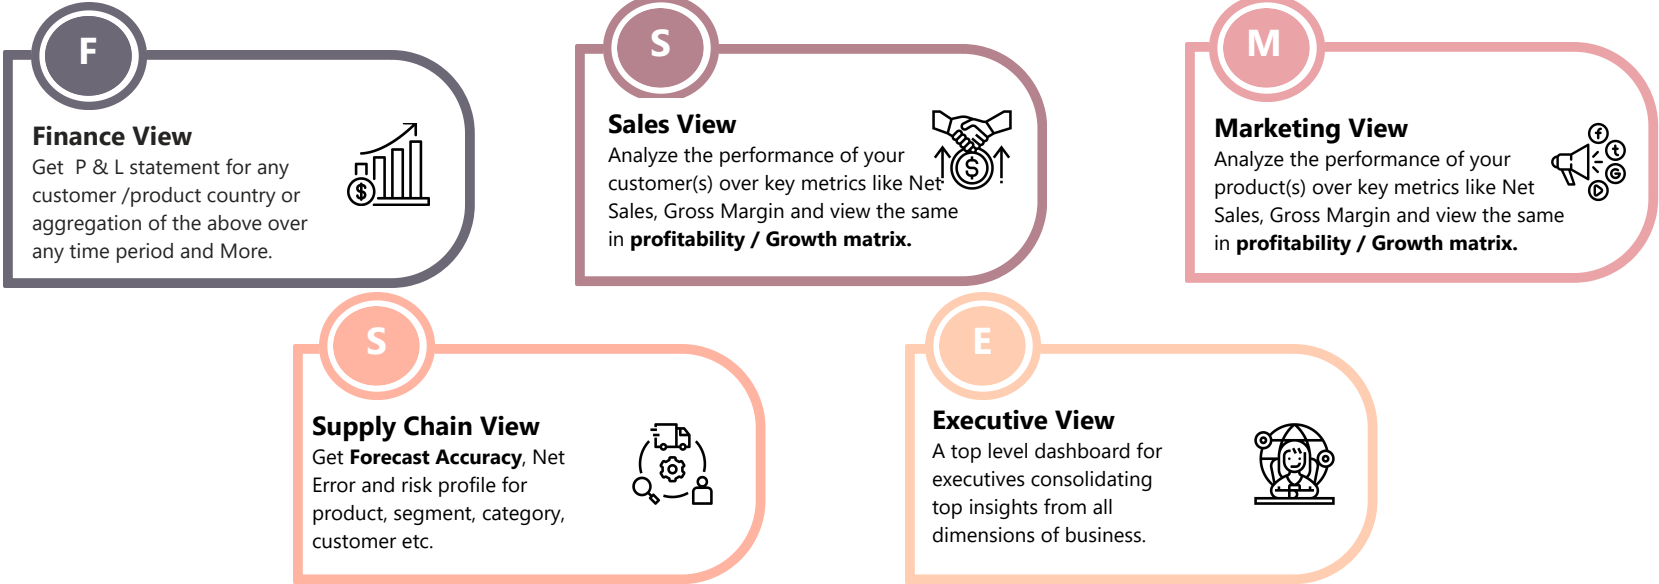 F
Finance View
Get P & L statement for any
customer /product country or
aggregation of the above over
any time period and More.
S
Sales View
Analyze the performance of your
customer(s) over key metrics like Net
Sales, Gross Margin and view the same
in profitability / Growth matrix.
$
M
Marketing View
Analyze the performance of your
product(s) over key metrics like Net
Sales, Gross Margin and view the same
in profitability / Growth matrix.
f
t
G
$
S
Supply Chain View
Get Forecast Accuracy, Net
Error and risk profile for
product, segment, category,
customer etc.
E
Executive View
A top level dashboard for
executives consolidating
top insights from all
dimensions of business.